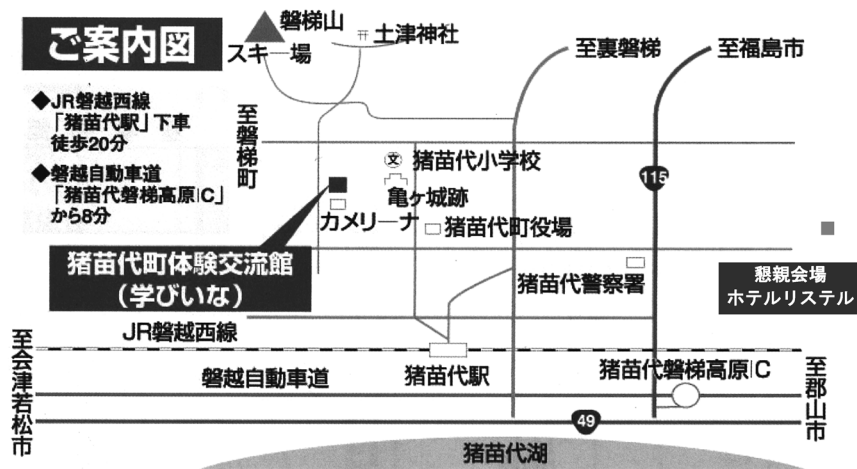 ご案内図
◆JR磐越西線
「猪苗代駅」下車
徒歩20分
◆磐越自動車道
「猪苗代磐梯高原IC」
から8分
磐梯山
スキー場
土津神社
至裏磐梯
至福島市
至磐梯町
文
猪苗代小学校
亀ヶ城跡
カメリーナ
猪苗代町役場
115
猪苗代町体験交流館
(学びいな)
猪苗代警察署
懇親会場
ホテルリステル
JR磐越西線
至会津若松市
磐越自動車道
猪苗代駅
猪苗代磐梯高原IC
至郡山市
49
猪苗代湖